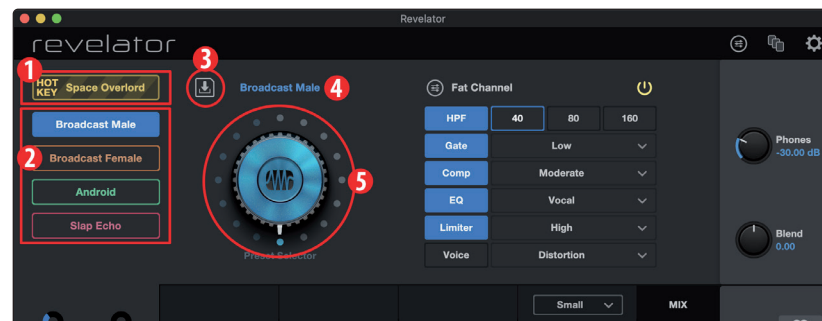 Revelator
revelator
1
HOT KEY Space Overlord
3
Broadcast Male 4
Broadcast Male
2 Broadcast Female
Android
Slap Echo
5
Preset Selector
Fat Channel
HPF 40 80 160
Gate Low
Comp Moderate
EQ Vocal
Limiter High
Voice Distortion
Phones
-30.00 dB
Blend
0.00
Small
MIX